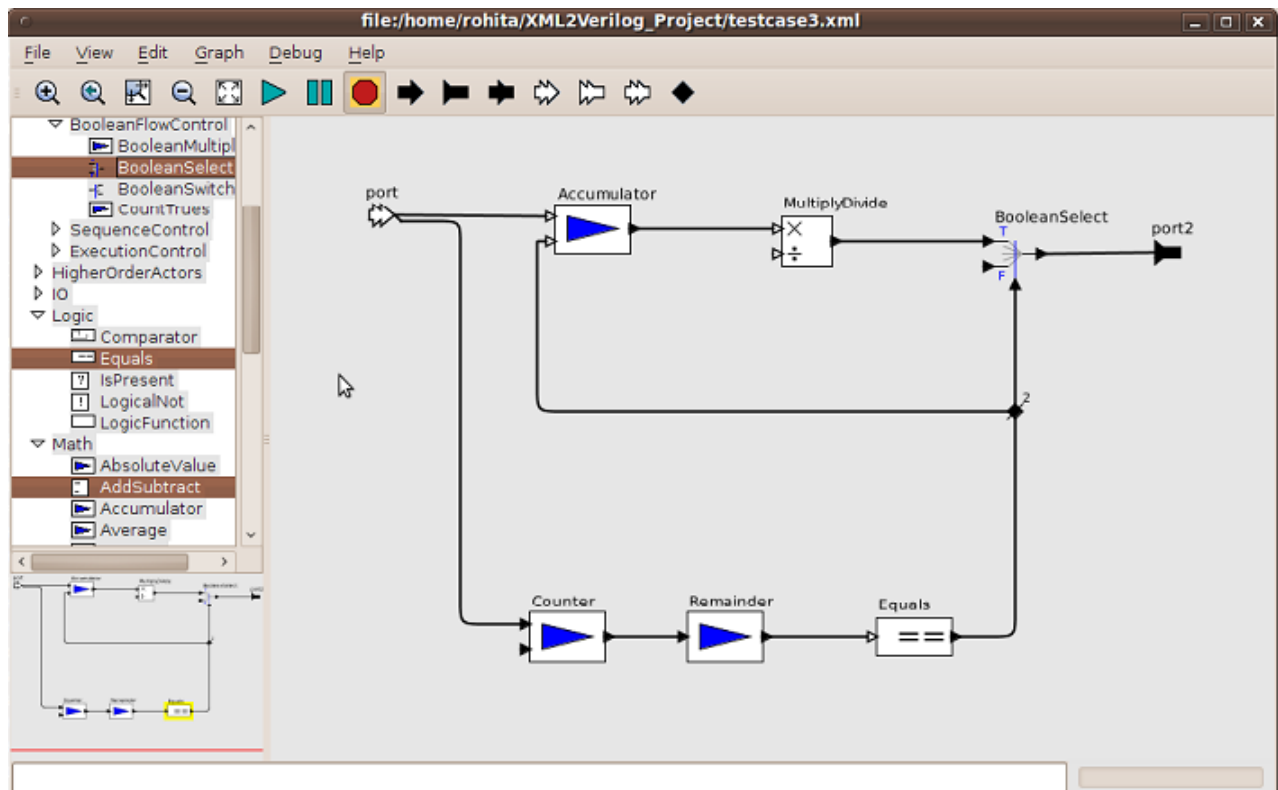 file:/home/rohita/XML2Verilog_Project/testcase3.xml
File View Edit Graph Debug Help
BooleanFlowControl
BooleanMultipl
BooleanSelect
BooleanSwitch
CountTrues
SequenceControl
ExecutionControl
HigherOrderActors
IO
Logic
Comparator
Equals
IsPresent
LogicalNot
LogicFunction
Math
AbsoluteValue
AddSubtract
Accumulator
Average
port
Accumulator
MultiplyDivide
×
÷
BooleanSelect
T
F
port2
2
Counter
Remainder
Equals
==